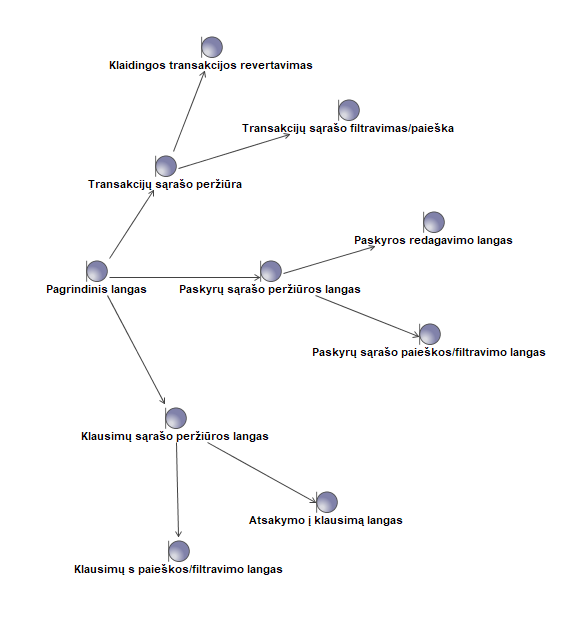 Klaidingos transakcijos revertavimas
Transakcijų sąrašo filtravimas/paieška
Transakcijų sąrašo peržiūra
Paskyros redagavimo langas
Pagrindinis langas
Paskyrų sąrašo peržiūros langas
Paskyrų sąrašo paieškos/filtravimo langas
Klausimų sąrašo peržiūros langas
Atsakymo į klausimą langas
Klausimų s paieškos/filtravimo langas